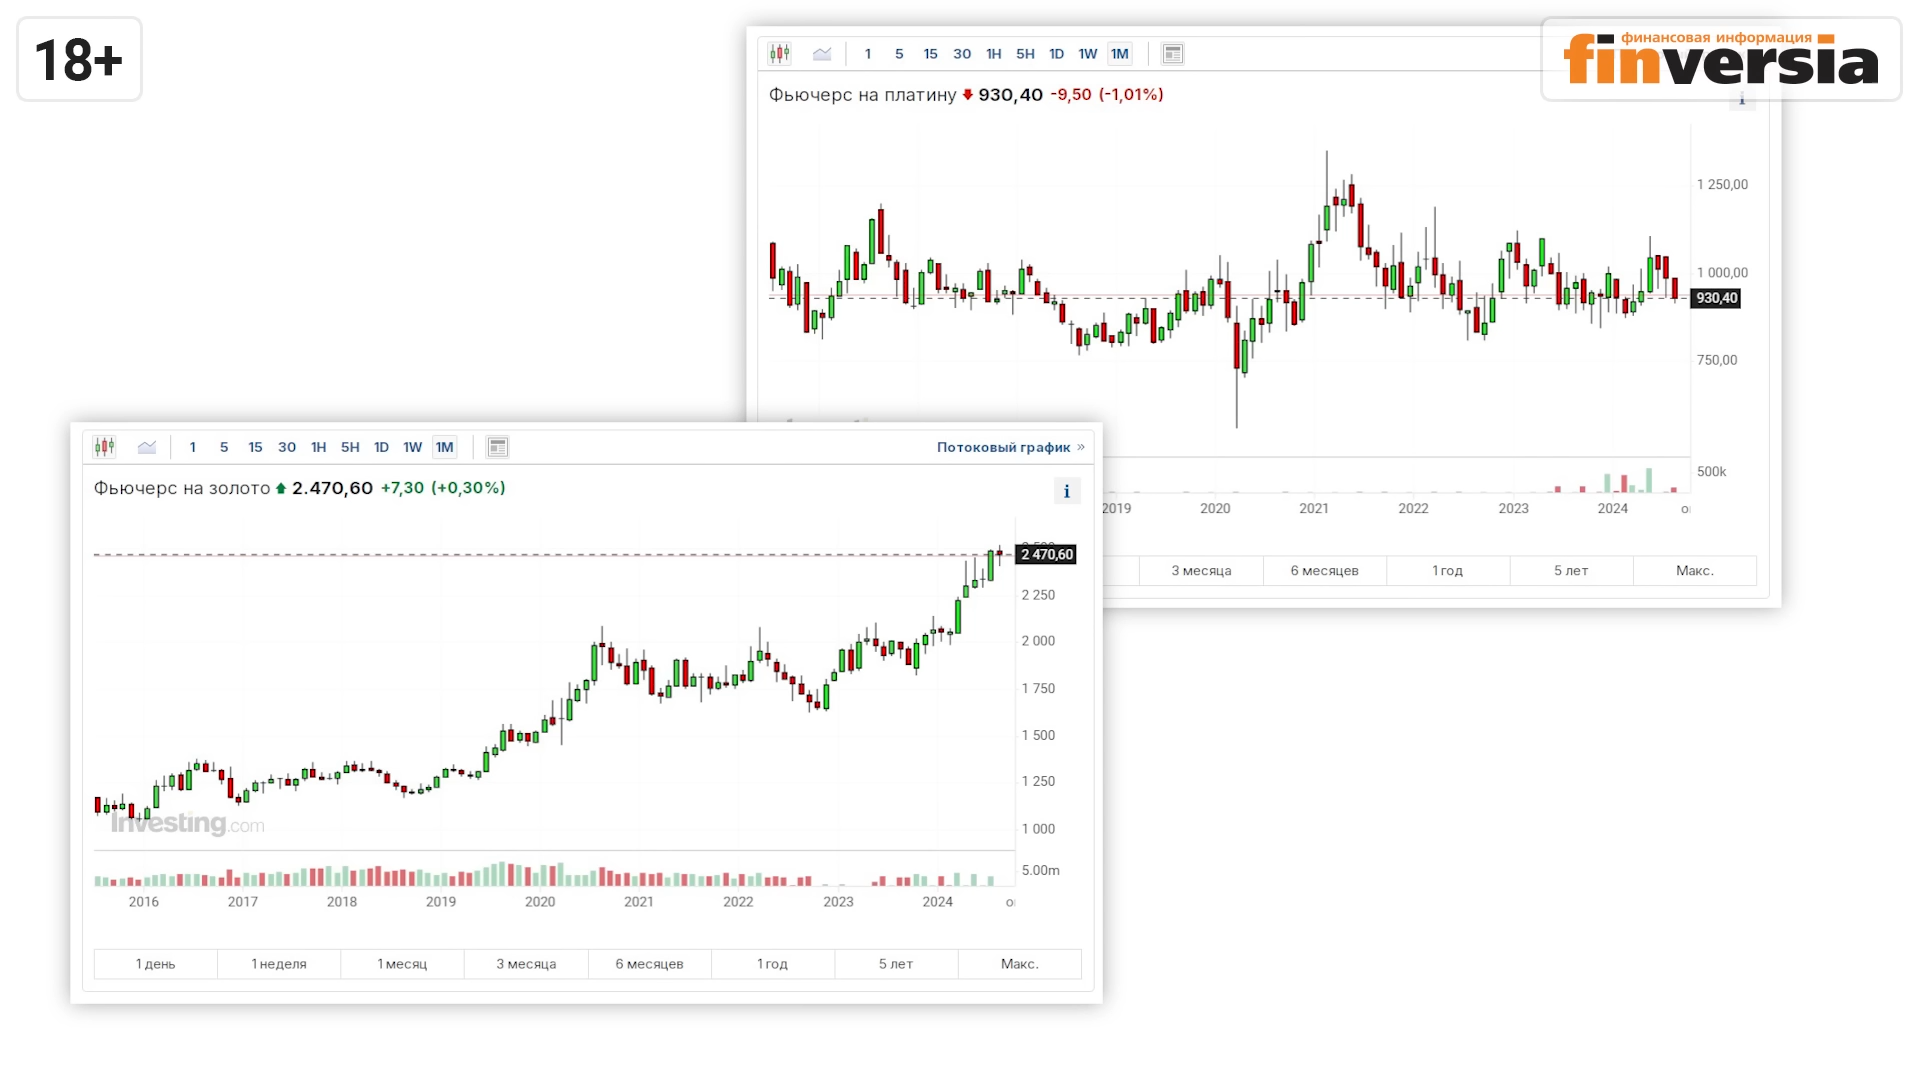 18+
финансовая информация
finversia
1 5 15 30 1H 5H 1D 1W 1M
Фьючерс на платину 930,40 -9,50 (-1,01%)
1 250,00
1 000,00
930,40
750,00
500k
2019 2020 2021 2022 2023 2024
3 месяца 6 месяцев 1 год 5 лет Макс.
1 5 15 30 1H 5H 1D 1W 1M
Потоковый график »
Фьючерс на золото 2.470,60 +7,30 (+0,30%)
2 470,60
2 250
2 000
1 750
1 500
1 250
1 000
Investing.com
5.00m
2016 2017 2018 2019 2020 2021 2022 2023 2024
1 день 1 неделя 1 месяц 3 месяца 6 месяцев 1 год 5 лет Макс.